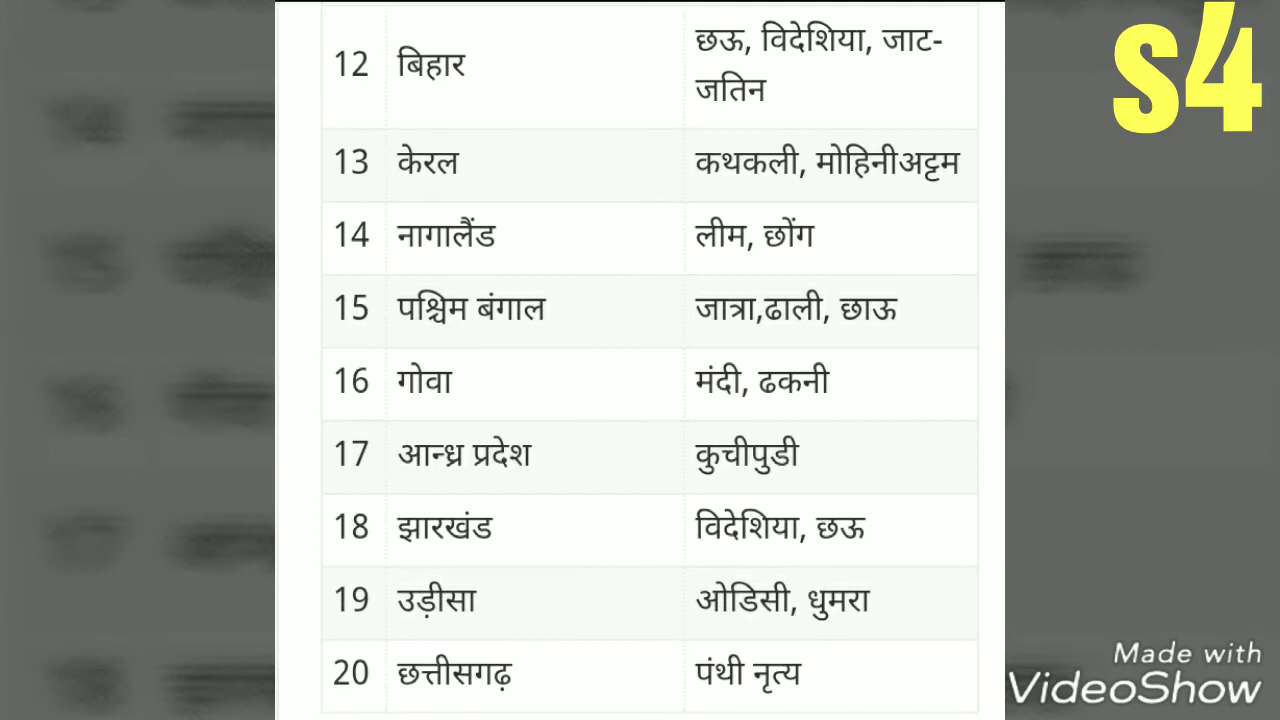 S4
12 बिहार छऊ, विदेशिया, जाट-
जतिन
13 केरल कथकली, मोहिनीअट्टम
14 नागालैंड लीम, छोंग
15 पश्चिम बंगाल जात्रा,ढाली, छाऊ
16 गोवा मंदी, ढकनी
17 आन्ध्र प्रदेश कुचीपुडी
18 झारखंड विदेशिया, छऊ
19 उड़ीसा ओडिसी, धुमरा
20 छत्तीसगढ़ पंथी नृत्य
Made with
VideoShow